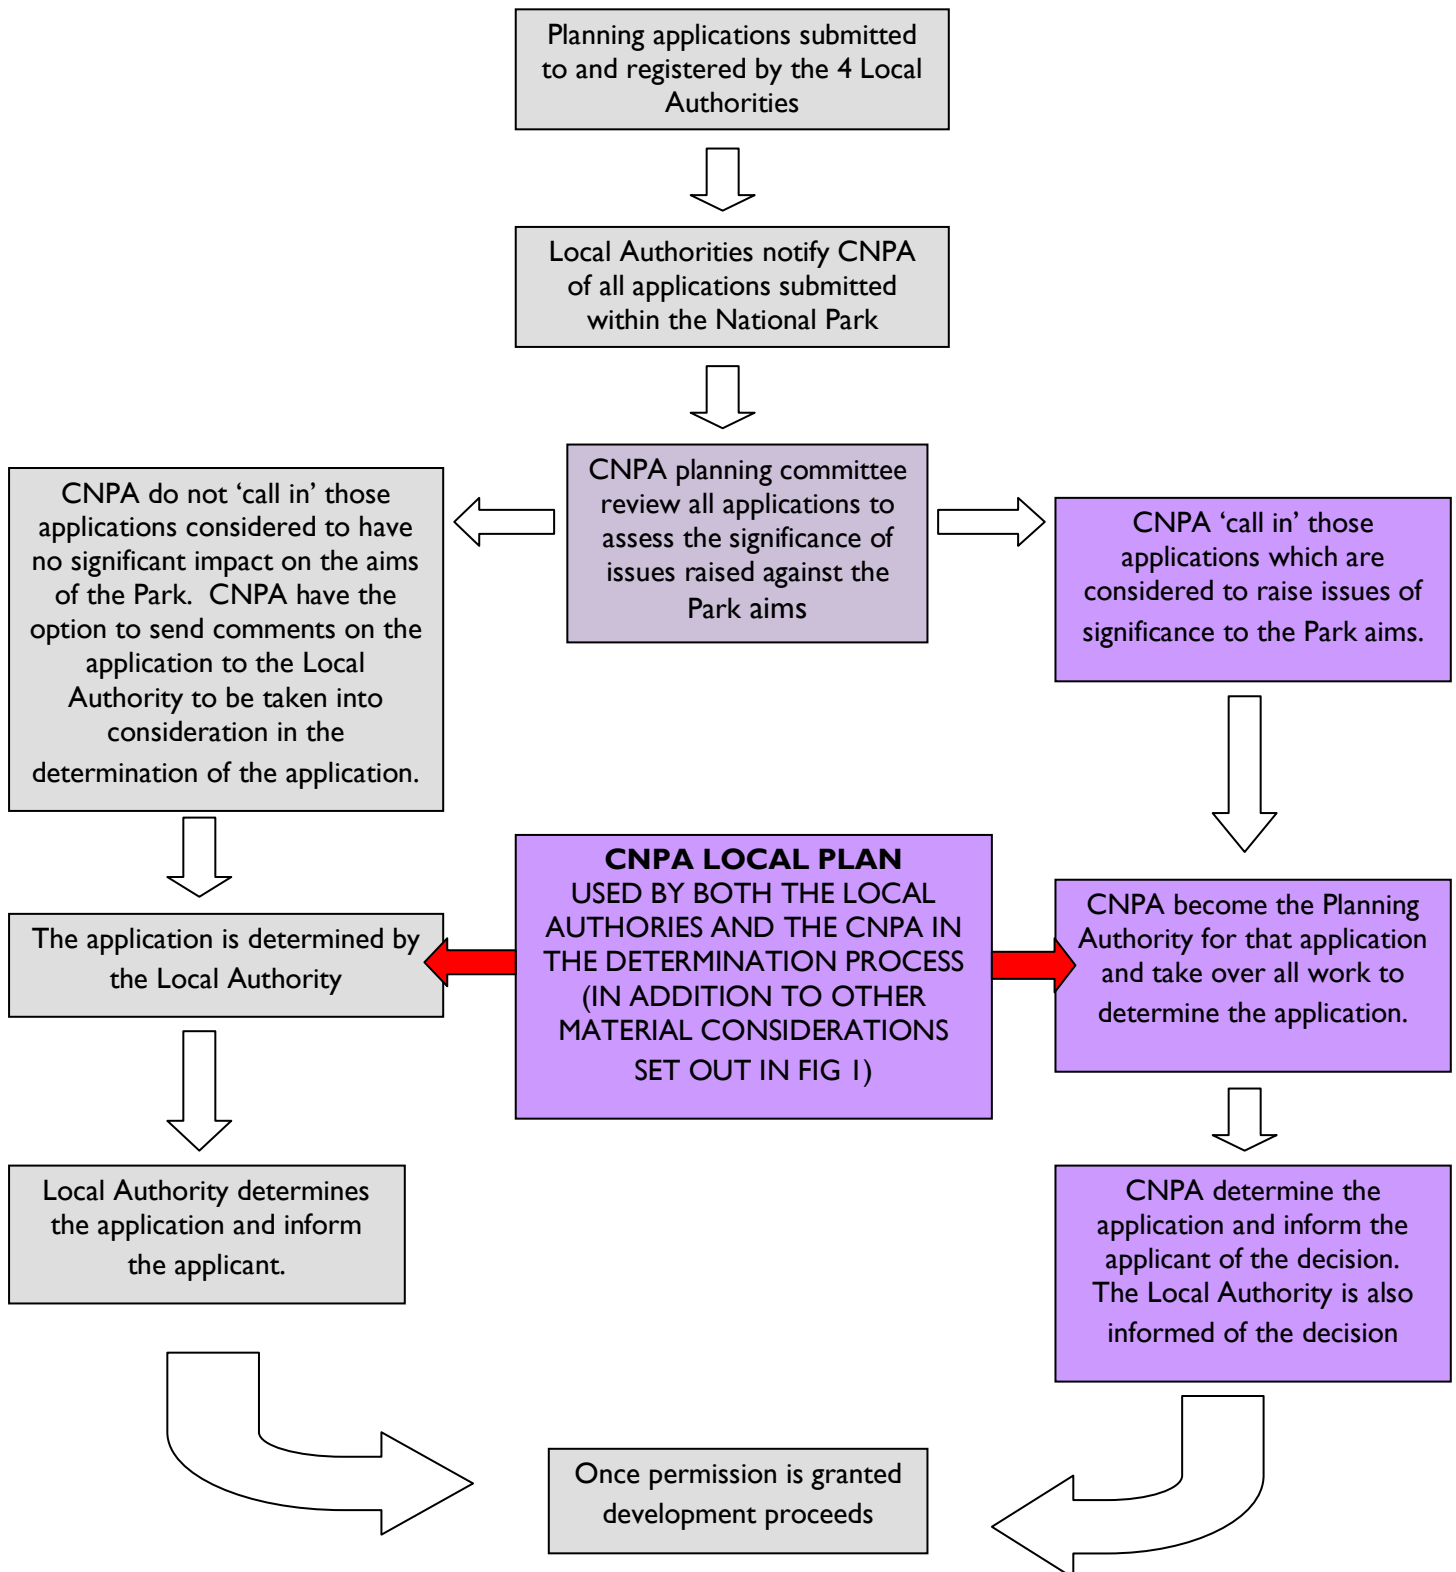 Planning applications submitted
to and registered by the 4 Local
Authorities
Local Authorities notify CNPA
of all applications submitted
within the National Park
CNPA planning committee
review all applications to
assess the significance of
issues raised against the
Park aims
CNPA do not ‘call in’ those
applications considered to have
no significant impact on the aims
of the Park.  CNPA have the
option to send comments on the
application to the Local
Authority to be taken into
consideration in the
determination of the application.
CNPA ‘call in’ those
applications which are
considered to raise issues of
significance to the Park aims.
CNPA LOCAL PLAN
USED BY BOTH THE LOCAL
AUTHORIES AND THE CNPA IN
THE DETERMINATION PROCESS
(IN ADDITION TO OTHER
MATERIAL CONSIDERATIONS
SET OUT IN FIG 1)
The application is determined by
the Local Authority
CNPA become the Planning
Authority for that application
and take over all work to
determine the application.
Local Authority determines
the application and inform
the applicant.
CNPA determine the
application and inform the
applicant of the decision.
The Local Authority is also
informed of the decision
Once permission is granted
development proceeds